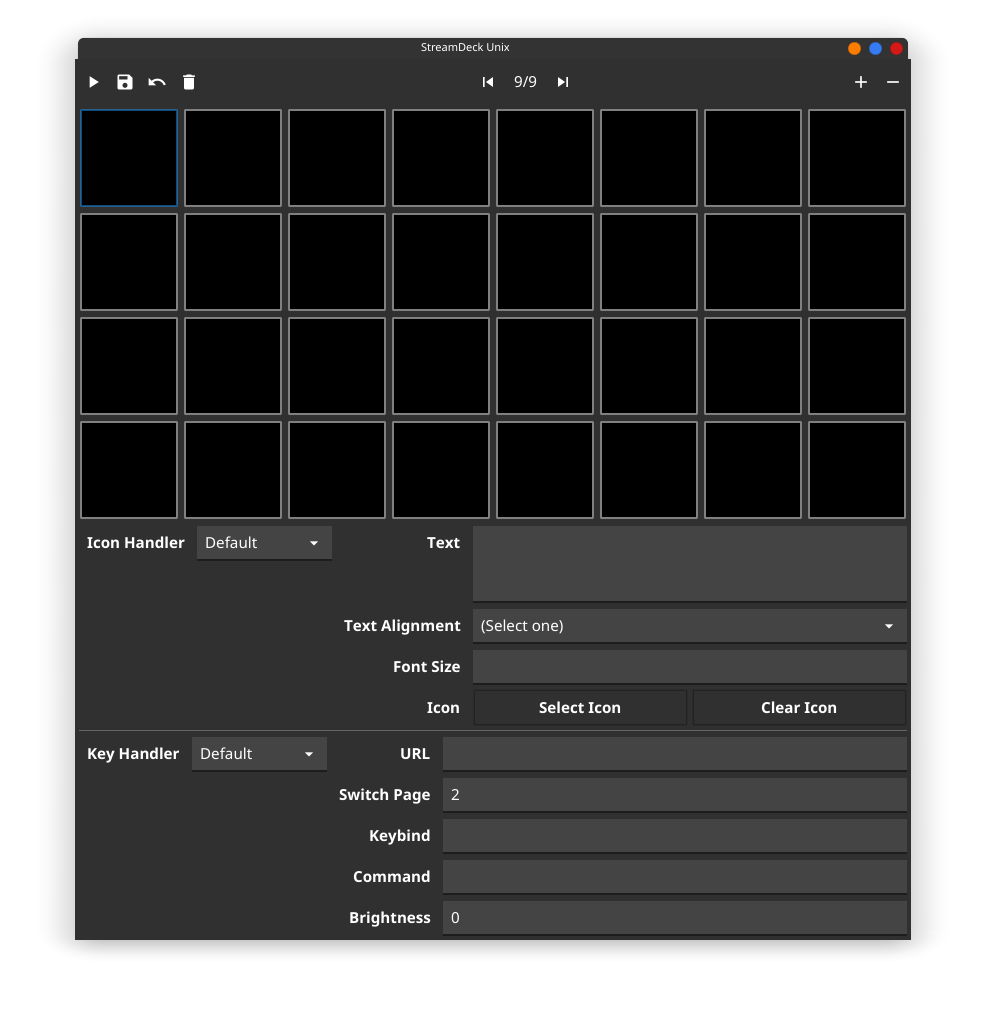 StreamDeck Unix
9/9
Icon Handler Default Text
Text Alignment (Select one)
Font Size
Icon Select Icon Clear Icon
Key Handler Default URL
Switch Page 2
Keybind
Command
Brightness 0